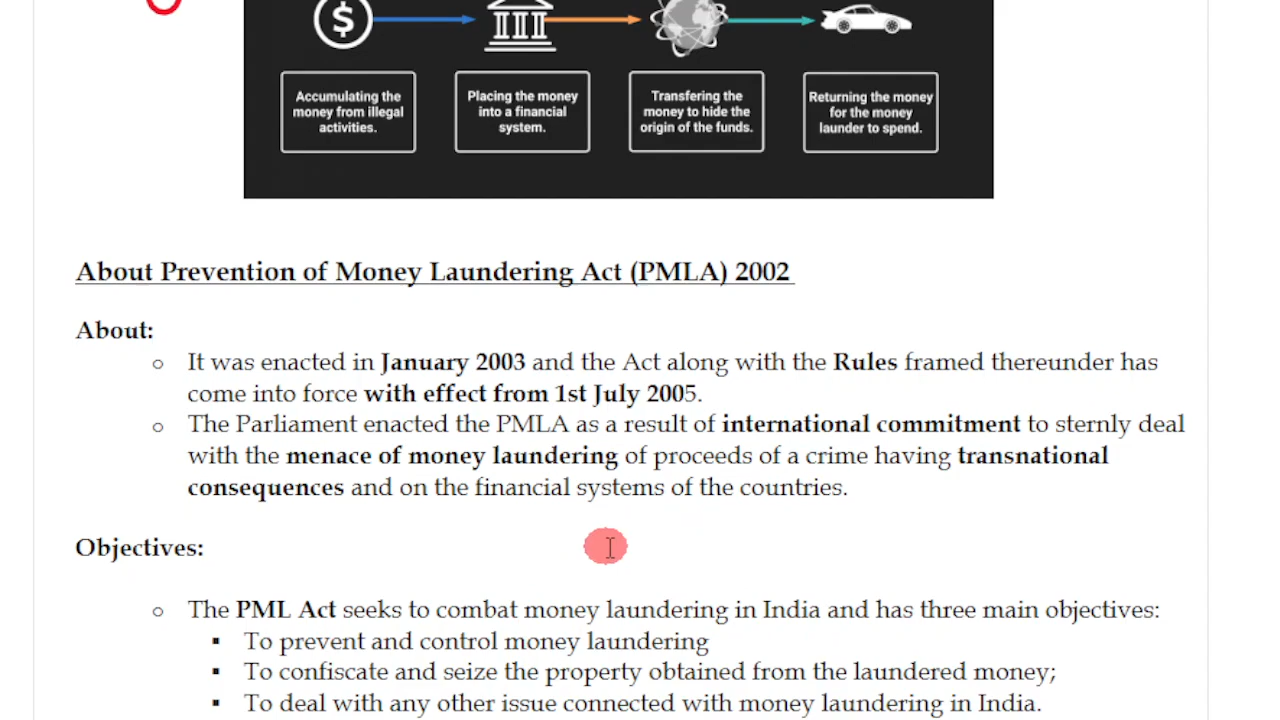 Accumulating the
money from illegal
activities.
Placing the money
into a financial
system.
Transfering the
money to hide the
origin of the funds.
Returning the money
for the money
launder to spend.
About Prevention of Money Laundering Act (PMLA) 2002
About:
o It was enacted in January 2003 and the Act along with the Rules framed thereunder has
come into force with effect from 1st July 2005.
o The Parliament enacted the PMLA as a result of international commitment to sternly deal
with the menace of money laundering of proceeds of a crime having transnational
consequences and on the financial systems of the countries.
Objectives:
o The PML Act seeks to combat money laundering in India and has three main objectives:
▪ To prevent and control money laundering
▪ To confiscate and seize the property obtained from the laundered money;
▪ To deal with any other issue connected with money laundering in India.